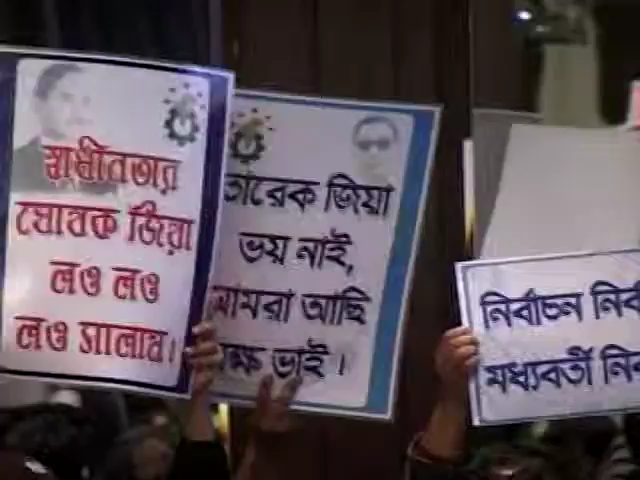 স্বাধীনতার
ঘোষক জিয়া
লও লও
লও সালাম।
তারেক জিয়া
ভয় নাই,
আমরা আছি
ভাই।
নির্বাচন
মধ্যবর্তী